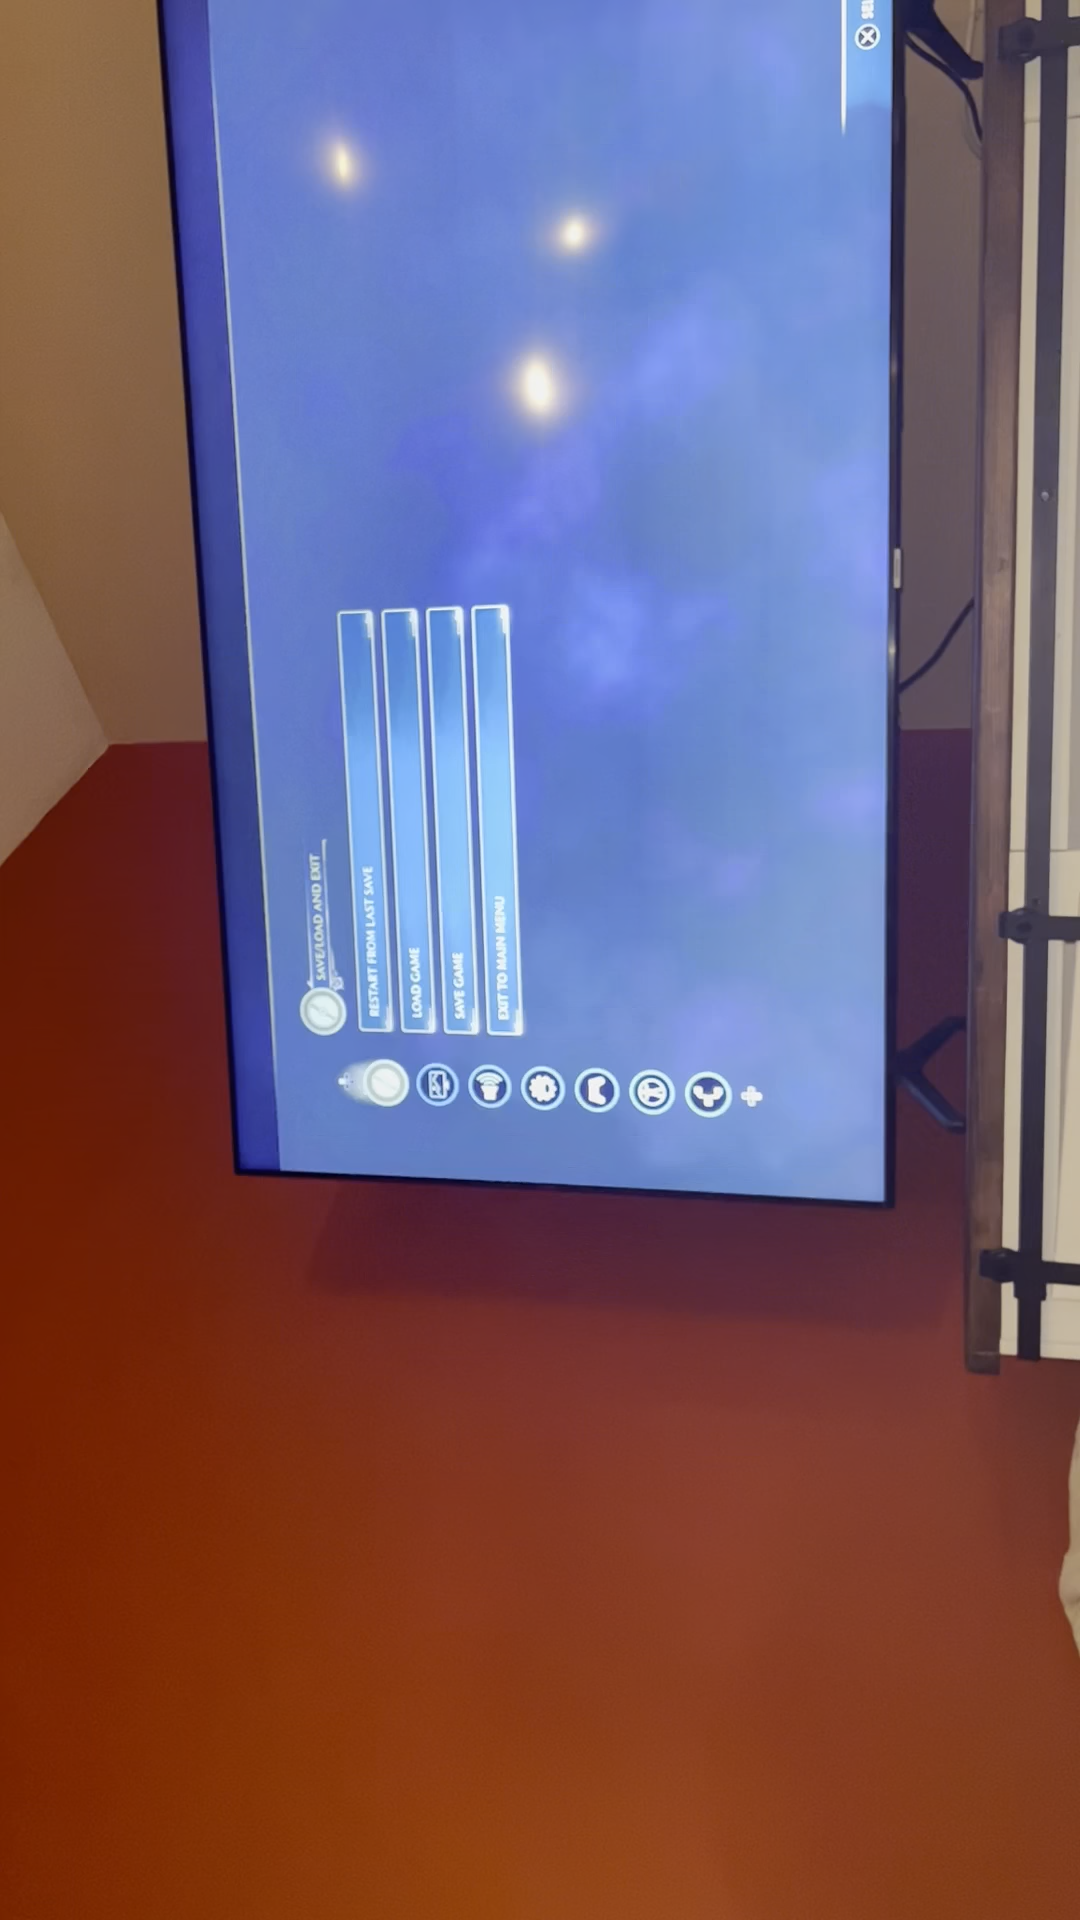 SAVE/LOAD AND EXIT
RESTART FROM LAST SAVE
LOAD GAME
SAVE GAME
EXIT TO MAIN MENU